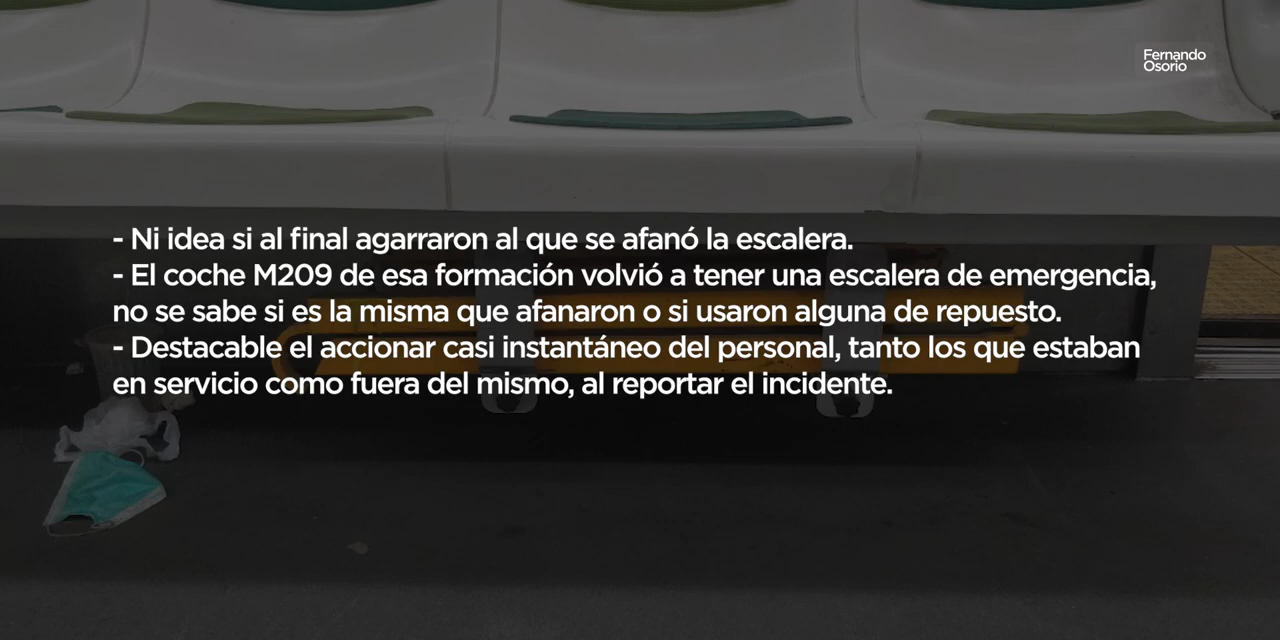 Fernando
Osorio
- Ni idea si al final agarraron al que se afanó la escalera.
- El coche M209 de esa formación volvió a tener una escalera de emergencia,
no se sabe si es la misma que afanaron o si usaron alguna de repuesto.
- Destacable el accionar casi instantáneo del personal, tanto los que estaban
en servicio como fuera del mismo, al reportar el incidente.